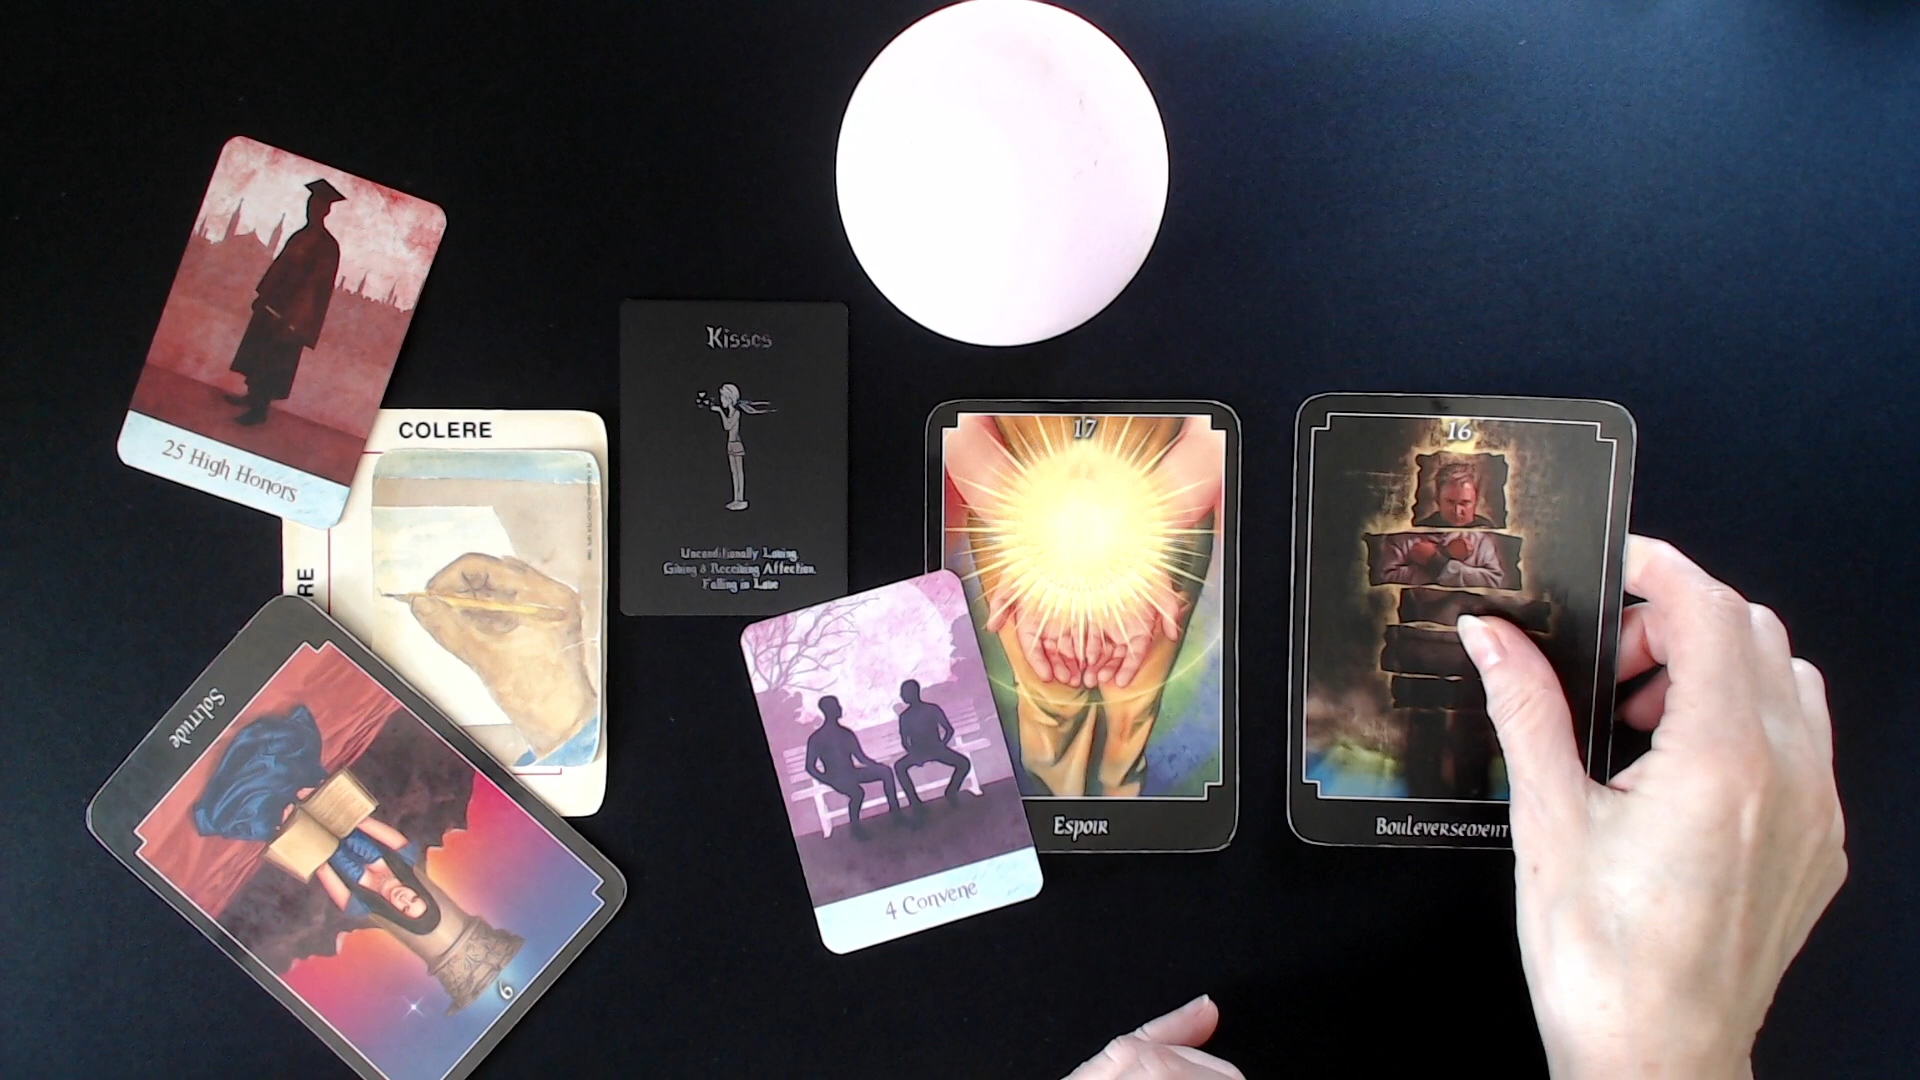 25 High Honors
COLERE
RE
Solitude
9
Kisses
Unconditionally Loving,
Giving & Receiving Affection,
Falling in Love
4 Convene
17
Espoir
16
Bouleversement